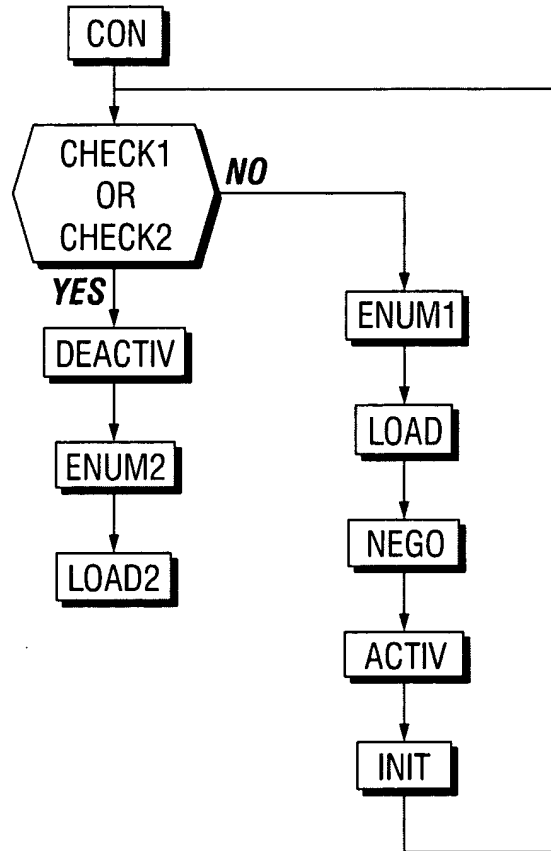 CON
CHECK1
OR
CHECK2
NO
YES
DEACTIV
ENUM2
LOAD2
ENUM1
LOAD
NEGO
ACTIV
INIT